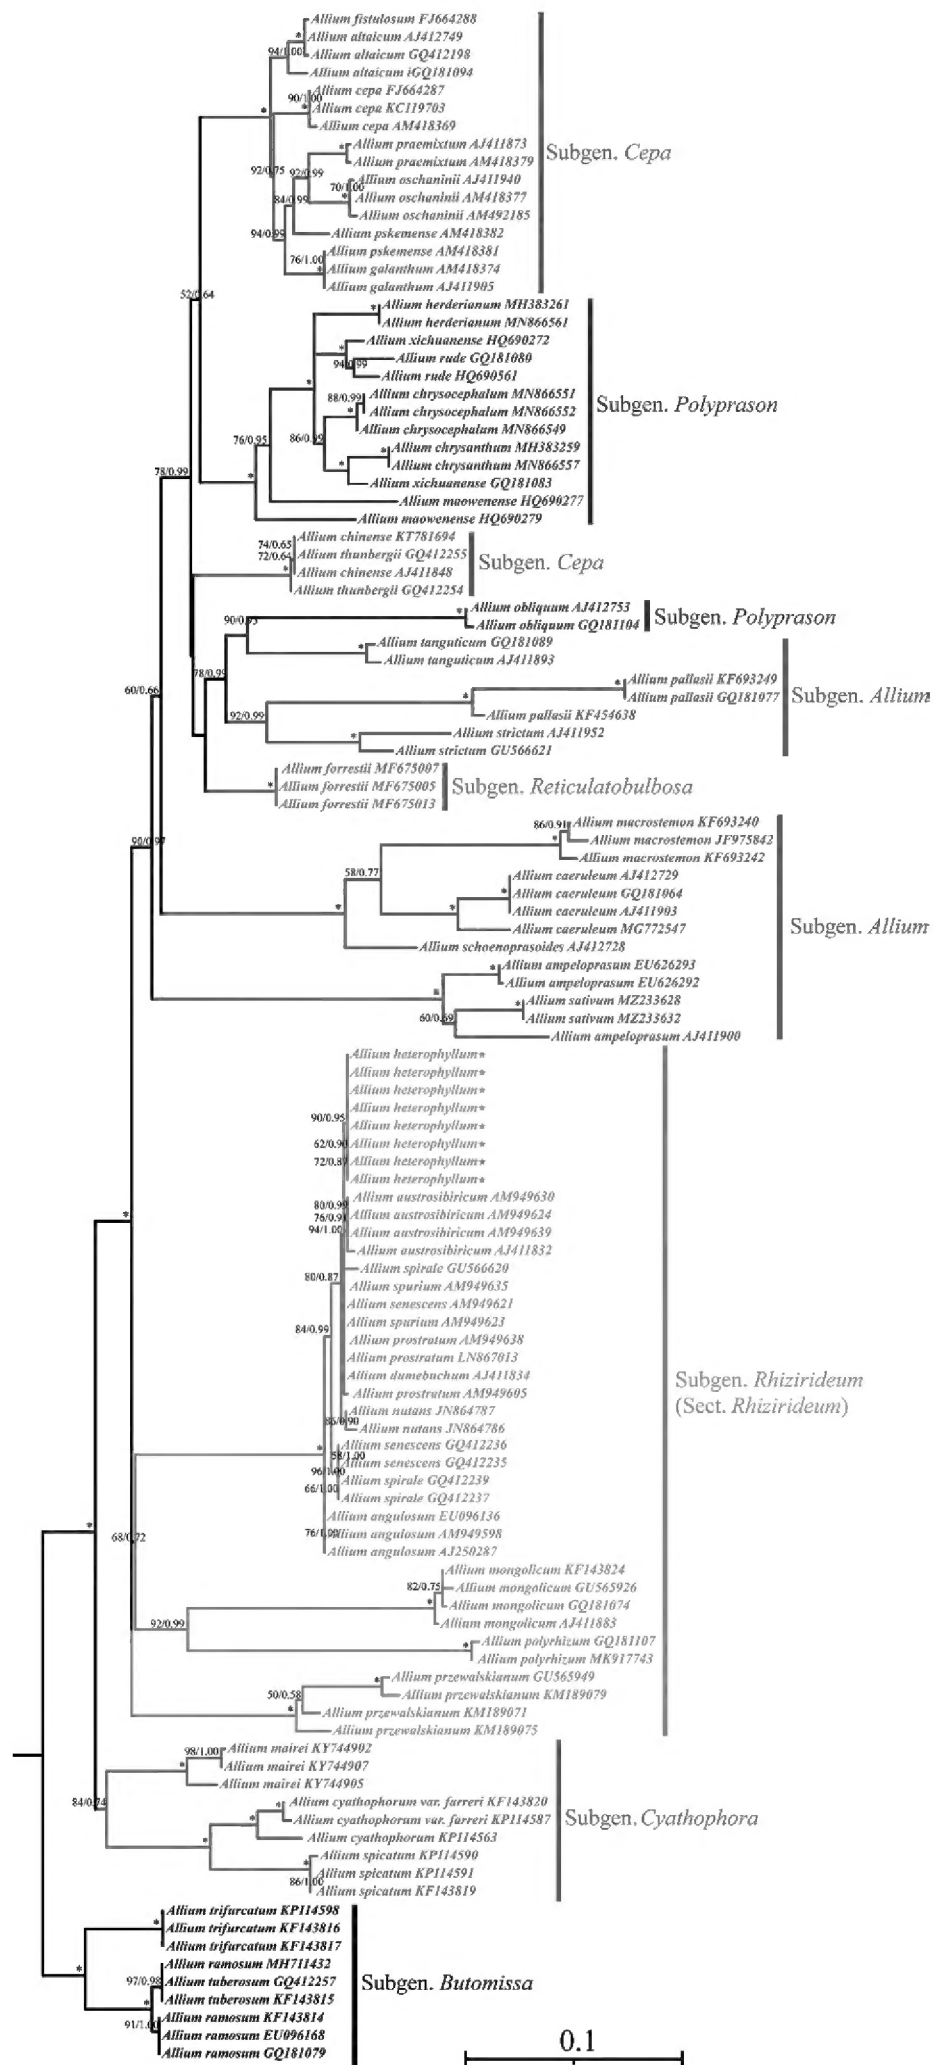 Allium fistulosum FJ664288
Allium altaicum AJ412749
94/1.00
Allium altaicum GQ412198
Allium altaicum iGQ181094
Allium cepa FJ664287
90/1.00
Allium cepa KC119703
Allium cepa AM418369
Allium praemixtum AJ411873
Subgen. Cepa
Allium praemixtum AM418379
92/0.75
92/0.99
Allium oschaninii AJ411940
70/1.00
Allium oschaninii AM418377
84/0.99
Allium oschaninii AM492185
94/0.99
Allium pskemense AM418382
Allium pskemense AM418381
76/1.00
Allium galanthum AM418374
Allium galanthum AJ411905
52/0.64
Allium herderianum MH383261
Allium herderianum MN866561
Allium xichuanense HQ690272
Allium rude GQ181080
94/0.99
Allium rude HQ690561
Allium chrysocephalum MN866551
88/0.99
Allium chrysocephalum MN866552
Subgen. Polyprason
Allium chrysocephalum MN866549
76/0.95
86/0.99
Allium chrysanthum MH383259
Allium chrysanthum MN866557
78/0.99
Allium xichuanense GQ181083
Allium maowenense HQ690277
Allium maowenense HQ690279
Allium chinense KT781694
74/0.65
Allium thunbergii GQ412255
72/0.64
Subgen. Cepa
Allium chinense AJ411848
Allium thunbergii GQ412254
Allium obliquum AJ412753
90/0.95
Subgen. Polyprason
Allium obliquum GQ181104
Allium tanguticum GQ181089
Allium tanguticum AJ411893
78/0.99
Allium pallasii KF693249
60/0.66
Allium pallasii GQ181077
Subgen. Allium
92/0.99
Allium pallasii KF454638
Allium strictum AJ411952
Allium strictum GU566621
Allium forrestii MF675007
Allium forrestii MF675005
Subgen. Reticulatobulbosa
Allium forrestii MF675013
86/0.91
Allium macrostemon KF693240
90/0.97
Allium macrostemon JF975842
Allium macrostemon KF693242
58/0.77
Allium caeruleum AJ412729
Allium caeruleum GQ181064
Allium caeruleum AJ411903
Subgen. Allium
Allium caeruleum MG772547
Allium schoenoprasoides AJ412728
Allium ampeloprasum EU626293
Allium ampeloprasum EU626292
Allium sativum MZ233628
60/0.69
Allium sativum MZ233632
Allium ampeloprasum AJ411900
Allium heterophyllum★
Allium heterophyllum★
Allium heterophyllum★
Allium heterophyllum★
90/0.95
Allium heterophyllum★
62/0.90
Allium heterophyllum★
72/0.87
Allium heterophyllum★
Allium heterophyllum★
80/0.99
Allium austrosibiricum AM949630
76/0.91
Allium austrosibiricum AM949624
94/1.00
Allium austrosibiricum AM949639
Allium austrosibiricum AJ411832
80/0.87
Allium spirale GU566620
Allium spurium AM949635
Allium senescens AM949621
84/0.99
Allium spurium AM949623
Allium prostratum AM949638
Allium prostratum LN867013
Allium dumebuchum AJ411834
Subgen. Rhizirideum
Allium prostratum AM949605
(Sect. Rhizirideum)
Allium nutans JN864787
86/0.90
Allium nutans JN864786
Allium senescens GQ412236
58/1.00
Allium senescens GQ412235
96/1.00
Allium spirale GQ412239
66/1.00
Allium spirale GQ412237
Allium angulosum EU096136
76/1.00
Allium angulosum AM949598
68/0.72
Allium angulosum AJ250287
Allium mongolicum KF143824
82/0.75
Allium mongolicum GU565926
Allium mongolicum GQ181074
92/0.99
Allium mongolicum AJ411883
Allium polyrhizum GQ181107
Allium polyrhizum MK917743
Allium przewalskianum GU565949
50/0.58
Allium przewalskianum KM189079
Allium przewalskianum KM189071
Allium przewalskianum KM189075
98/1.00
Allium mairei KY744902
Allium mairei KY744907
Allium mairei KY744905
84/0.74
Allium cyathophorum var. farreri KF143820
Allium cyathophorum var. farreri KP114587
Subgen. Cyathophora
Allium cyathophorum KP114563
Allium spicatum KP114590
Allium spicatum KP114591
86/1.00
Allium spicatum KF143819
Allium trifurcatum KP114598
Allium trifurcatum KF143816
Allium trifurcatum KF143817
Allium ramosum MH711432
97/0.98
Allium tuberosum GQ412257
Subgen. Butomissa
Allium tuberosum KF143815
Allium ramosum KF143814
91/1.00
Allium ramosum EU096168
Allium ramosum GQ181079
0.1